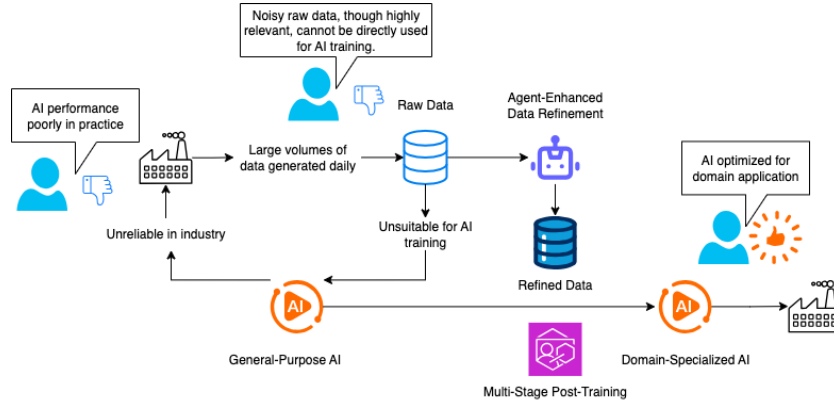 Noisy raw data, though highly
relevant, cannot be directly used
for AI training.
AI performance
poorly in practice
Raw Data
Agent-Enhanced
Data Refinement
Large volumes of
data generated daily
AI optimized for
domain application
Unreliable in industry
Unsuitable for AI
training
Refined Data
AI
AI
General-Purpose AI
Domain-Specialized AI
Multi-Stage Post-Training